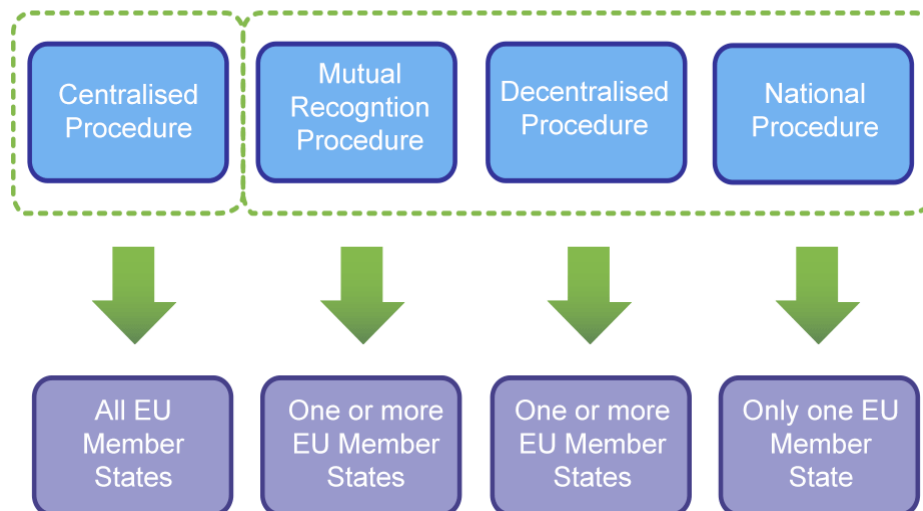 Centralised
Procedure
Mutual
Recogntion
Procedure
Decentralised
Procedure
National
Procedure
All EU
Member
States
One or more
EU Member
States
One or more
EU Member
States
Only one EU
Member
State